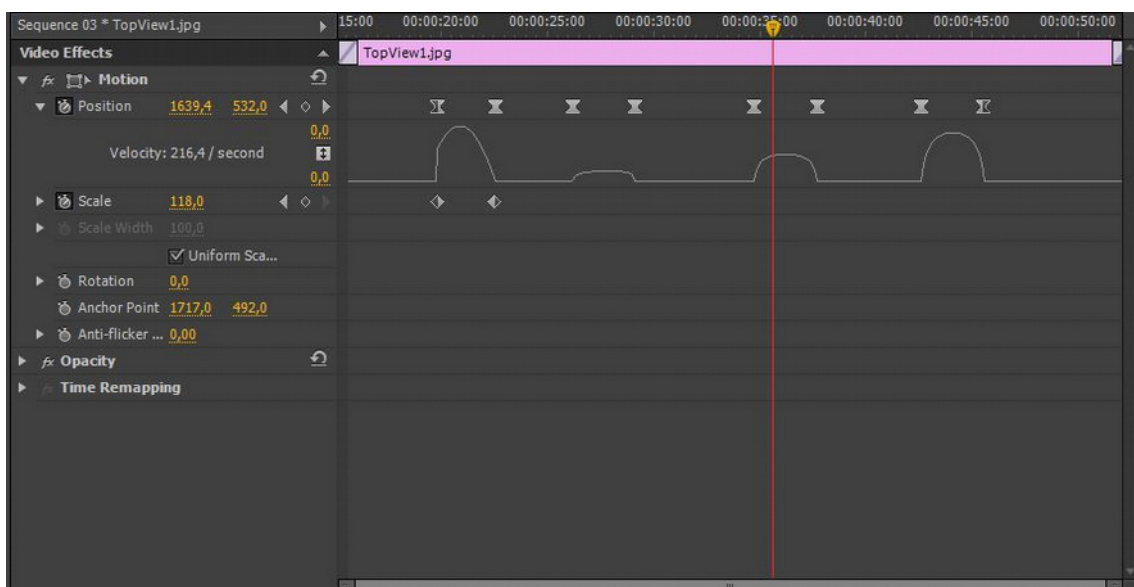 Sequence 03 * TopView1.jpg
15:00 00:00:20:00 00:00:25:00 00:00:30:00 00:00:35:00 00:00:40:00 00:00:45:00 00:00:50:00
Video Effects
TopView1.jpg
fx Motion
Position 1639,4 532,0
0,0
Velocity: 216,4 / second
0,0
Scale 118,0
Scale Width 100,0
Uniform Sca...
Rotation 0,0
Anchor Point 1717,0 492,0
Anti-flicker ... 0,00
fx Opacity
fx Time Remapping